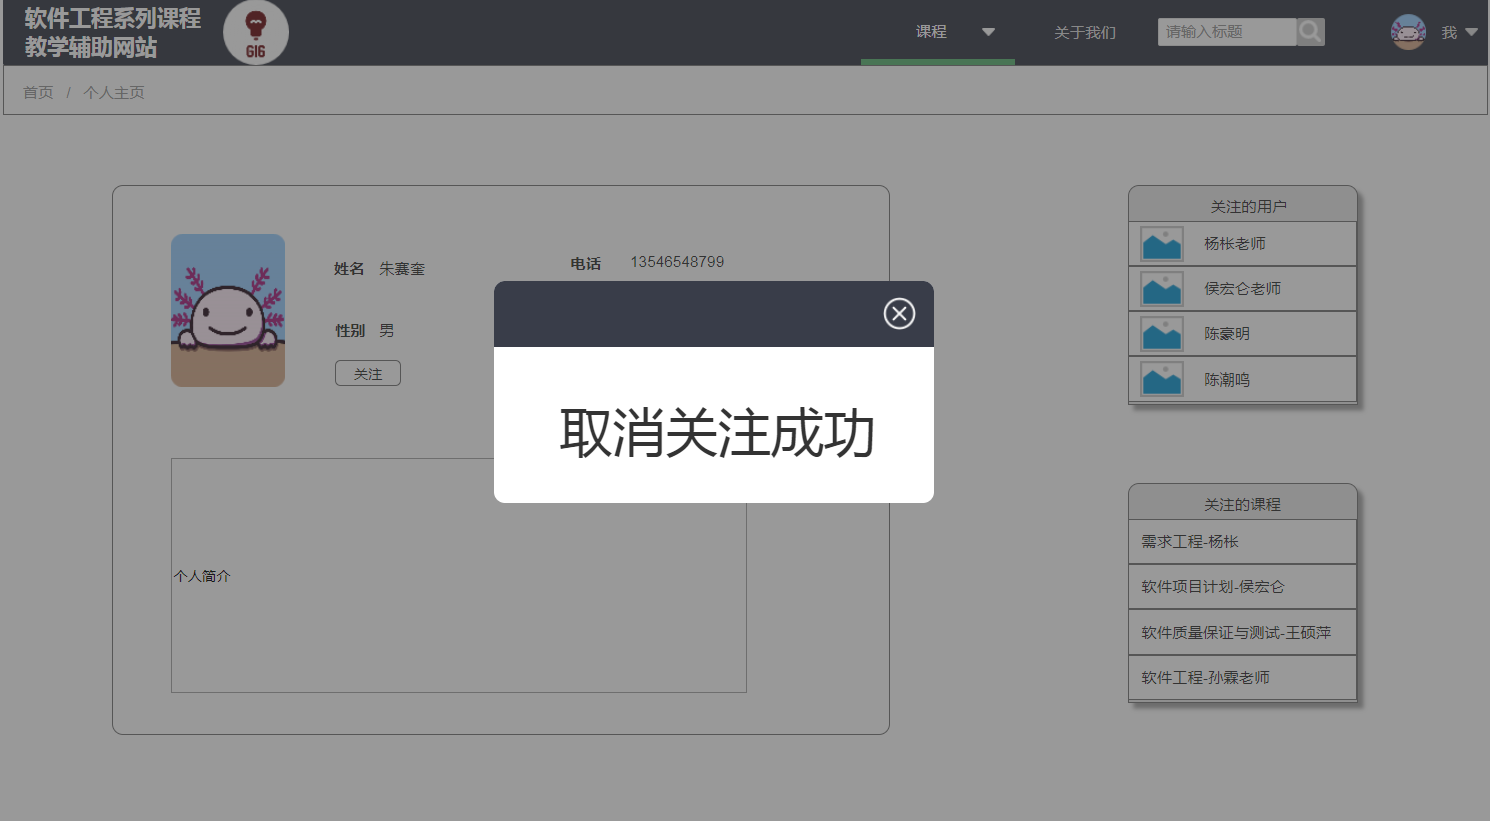 软件工程系列课程
教学辅助网站
G16
课程
关于我们
请输入标题
我
首页 / 个人主页
姓名 朱骞奎
电话 13546548799
性别 男
关注
取消关注成功
个人简介
关注的用户
杨枨老师
侯宏仑老师
陈豪明
陈潮鸣
关注的课程
需求工程-杨枨
软件项目计划-侯宏仑
软件质量保证与测试-王硕萍
软件工程-孙霖老师